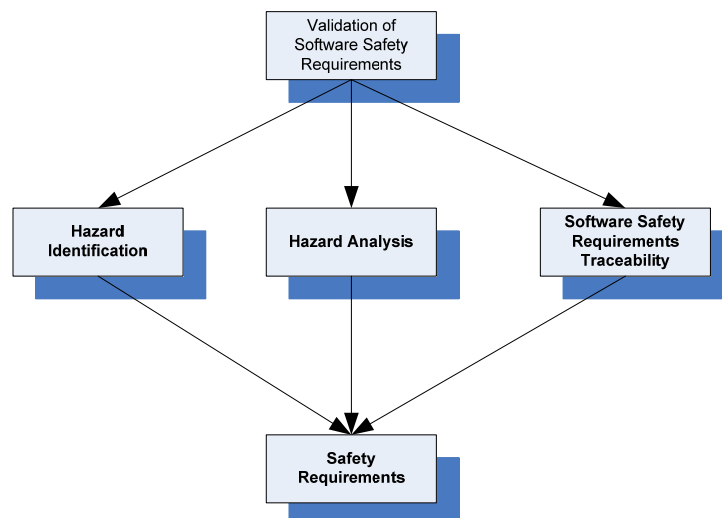 Validation of
Software Safety
Requirements
Hazard
Identification
Hazard Analysis
Software Safety
Requirements
Traceability
Safety
Requirements